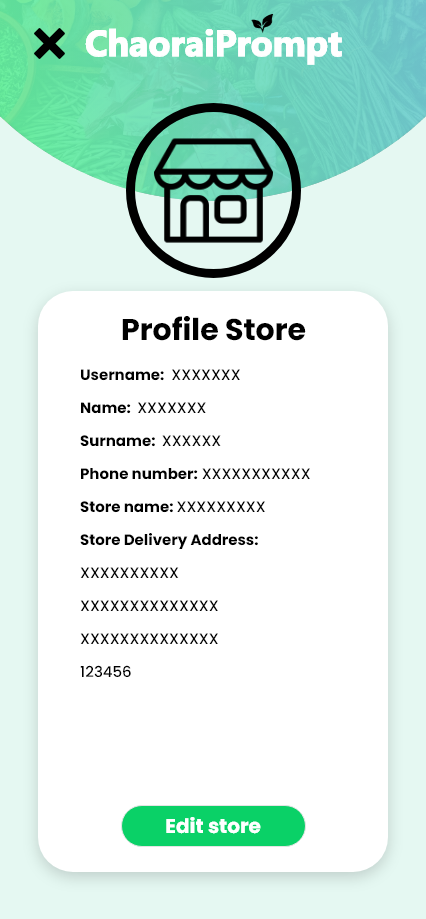 ChaoraiPrompt
Profile Store
Username: XXXXXXX
Name: XXXXXXX
Surname: XXXXXX
Phone number: XXXXXXXXXXX
Store name: XXXXXXXXX
Store Delivery Address:
XXXXXXXXXX
XXXXXXXXXXXXXX
XXXXXXXXXXXXXX
123456
Edit store